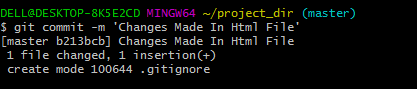 DELL@DESKTOP-8K5E2CD MINGW64 ~/project_dir (master)
$ git commit -m 'Changes Made In Html File'
[master b213bcb] Changes Made In Html File
 1 file changed, 1 insertion(+)
 create mode 100644 .gitignore